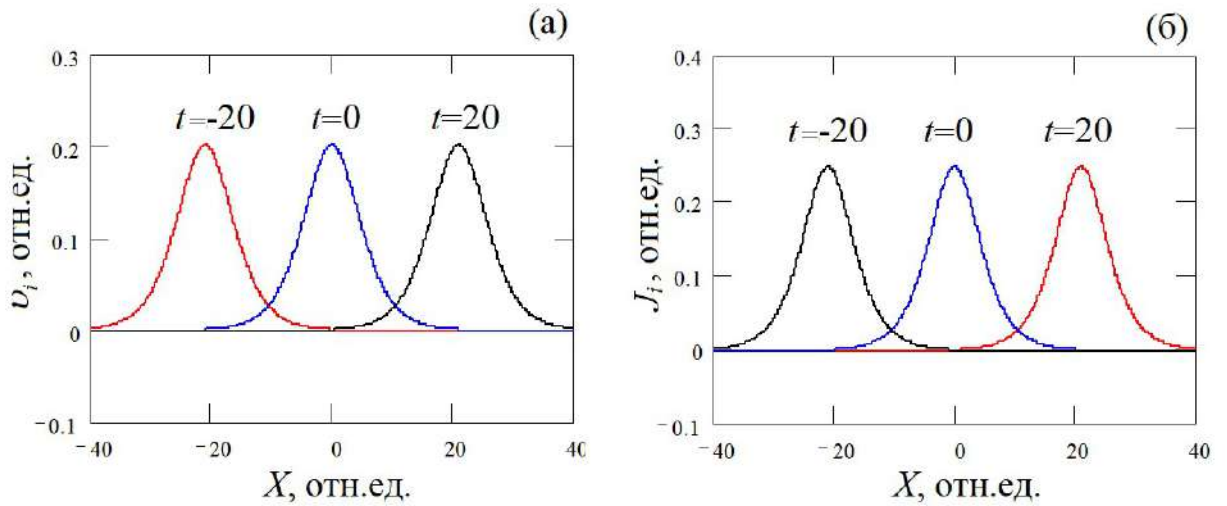 (а)
0.3
0.2
0.1
0
−0.1
υi, отн.ед.
t=-20
t=0
t=20
−40
−20
0
20
40
X, отн.ед.
(б)
0.4
0.3
0.2
0.1
0
−0.1
Ji, отн.ед.
t=-20
t=0
t=20
−40
−20
0
20
40
X, отн.ед.